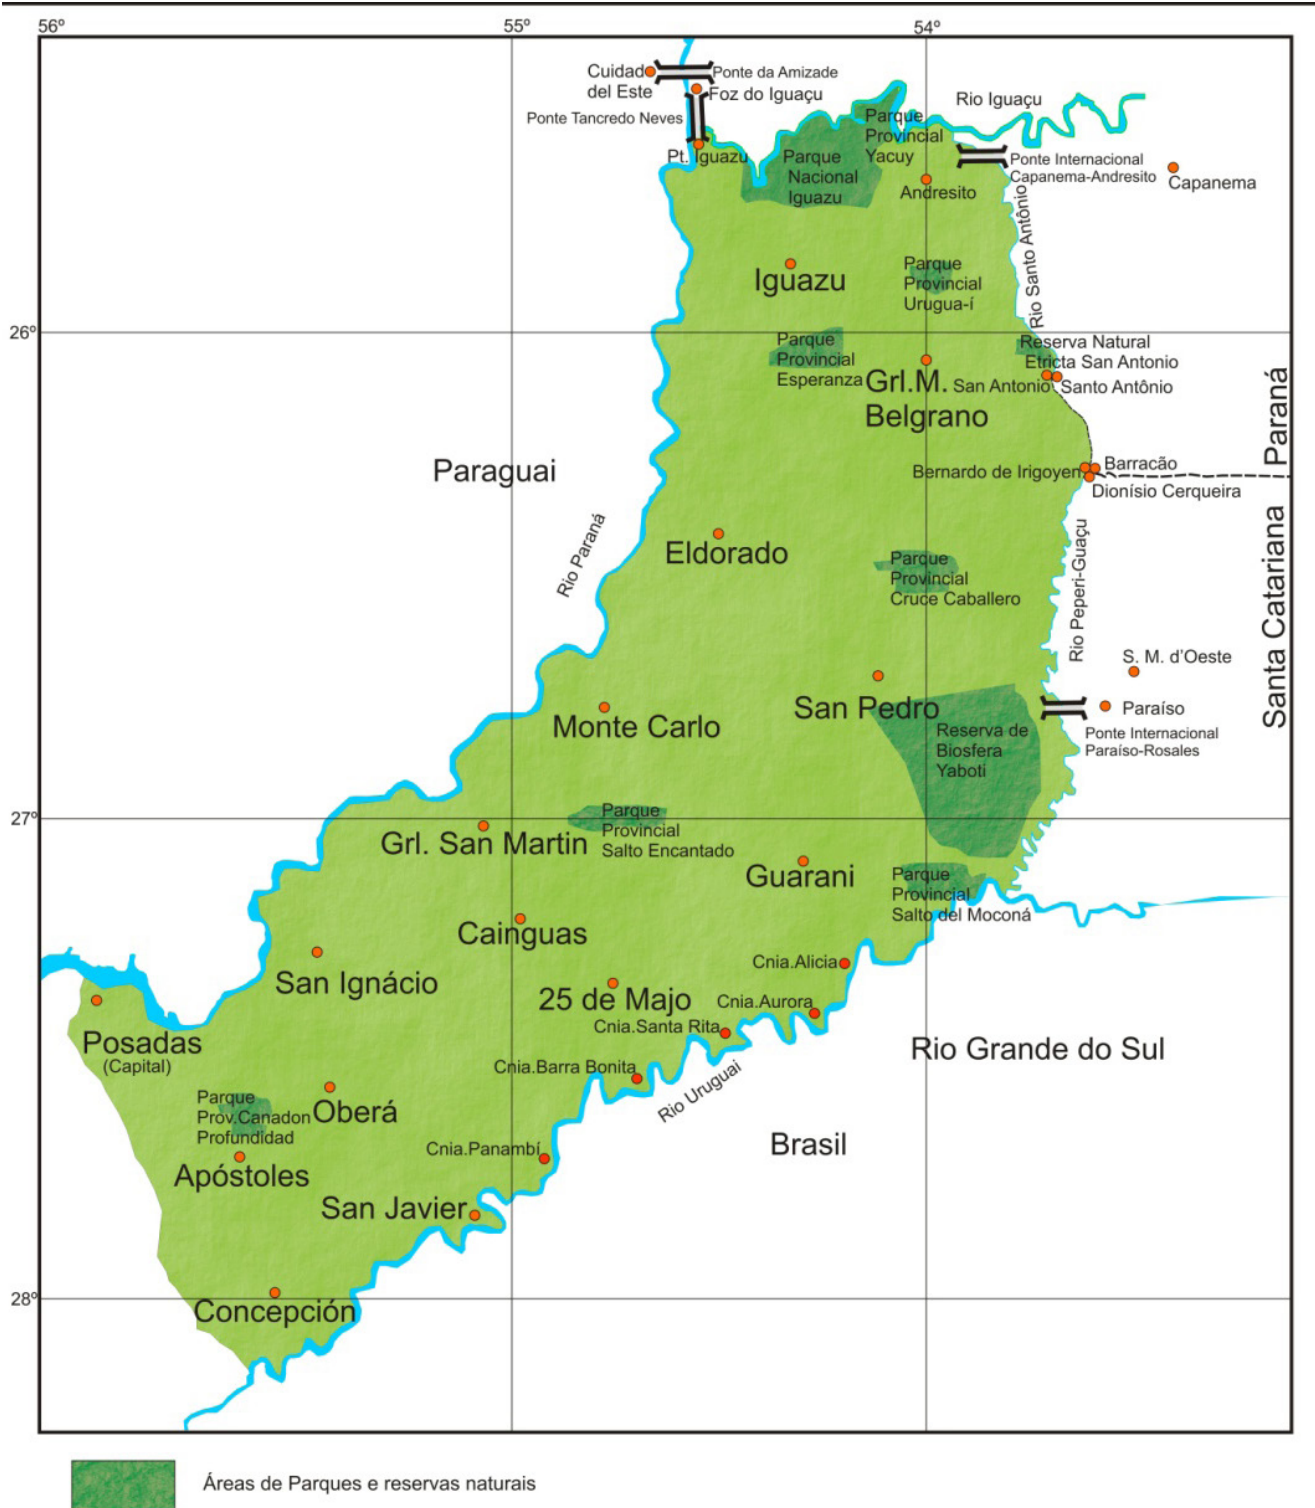 56º
55º
54º
Cuidad
del Este
Ponte da Amizade
Foz do Iguaçu
Ponte Tancredo Neves
Pt. Iguazu
Rio Iguaçu
Parque
Provincial
Yacuy
Parque
Nacional
Iguazu
Ponte Internacional
Capanema-Andresito
Capanema
Andresito
Rio Santo Antônio
Iguazu
Parque
Provincial
Urugua-í
26º
Parque
Provincial
Esperanza
Reserva Natural
Etricta San Antonio
Grl.M.
Belgrano
San Antonio
Santo Antônio
Paraná
Paraguai
Bernardo de Irigoyen
Barracão
Dionísio Cerqueira
Rio Paraná
Eldorado
Parque
Provincial
Cruce Caballero
Rio Peperi-Guaçu
Santa Catariana
S. M. d'Oeste
Monte Carlo
San Pedro
Paraíso
Reserva de
Biosfera
Yaboti
Ponte Internacional
Paraíso-Rosales
27º
Grl. San Martin
Parque
Provincial
Salto Encantado
Guarani
Parque
Provincial
Salto del Moconá
Cainguas
San Ignácio
Cnia.Alicia
25 de Majo
Cnia.Aurora
Cnia.Santa Rita
Posadas
(Capital)
Cnia.Barra Bonita
Rio Uruguai
Rio Grande do Sul
Parque
Prov.Canadon
Profundidad
Oberá
Brasil
Cnia.Panambí
Apóstoles
San Javier
28º
Concepción
Áreas de Parques e reservas naturais